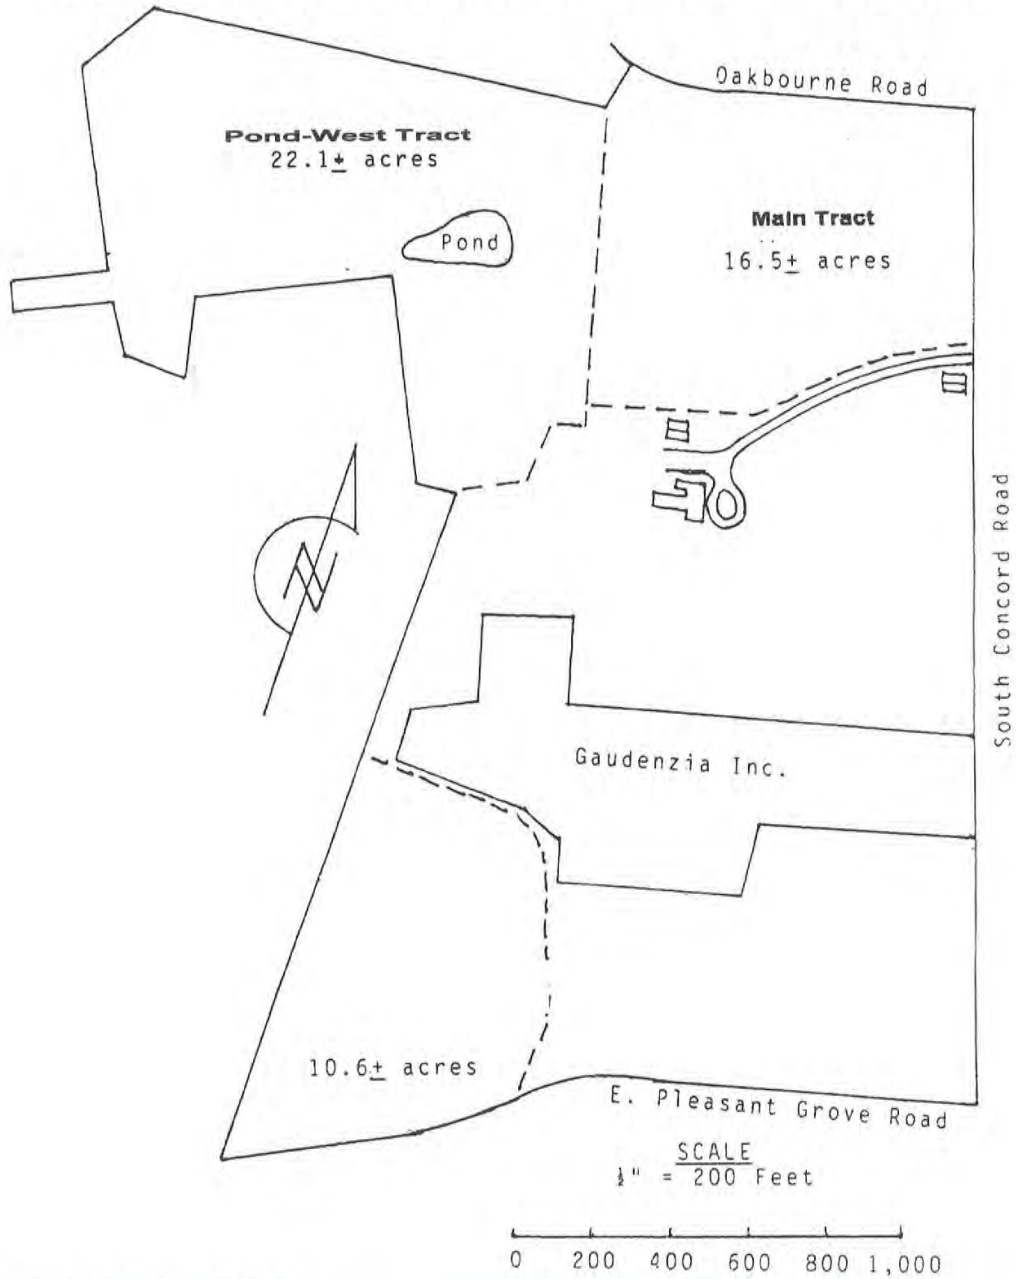 Oakbourne Road
Pond-West Tract
22.1± acres
Main Tract
16.5± acres
Pond
N
South Concord Road
Gaudenzia Inc.
10.6± acres
E. Pleasant Grove Road
SCALE
½" = 200 Feet
0 200 400 600 800 1,000